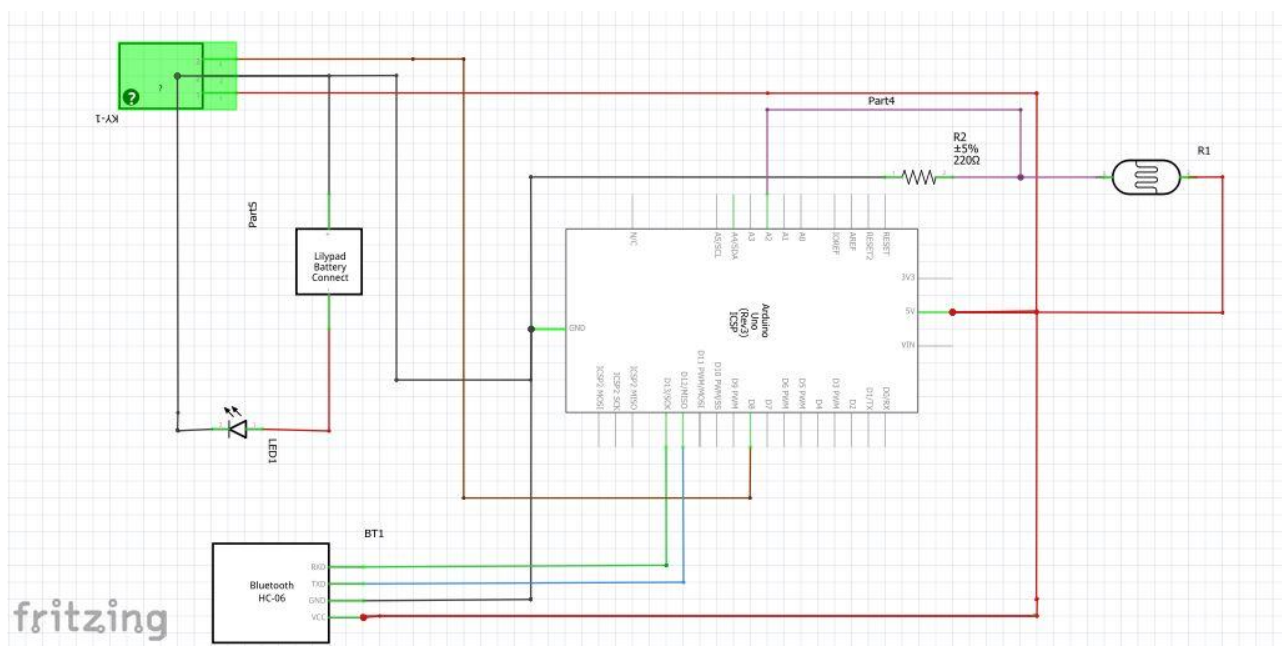 ?
?
KY-1
Part4
R2
±5%
220Ω
R1
Part5
Lilypad
Battery
Connect
N/C
A5/SCL
A4/SDA
A3
A2
A1
A0
IOREF
AREF
RESET2
RESET
3V3
5V
VIN
GND
Arduino
Uno
(Rev3)
ICSP
ICSP2 MOSI
ICSP2 SCK
ICSP2 MISO
D13/SCK
D12/MISO
D11 PWM/MOSI
D10 PWM/SS
D9 PWM
D8
D7
D6 PWM
D5 PWM
D4
D3 PWM
D2
D1/TX
D0/RX
LED1
BT1
Bluetooth
HC-06
RXD
TXD
GND
VCC
fritzing